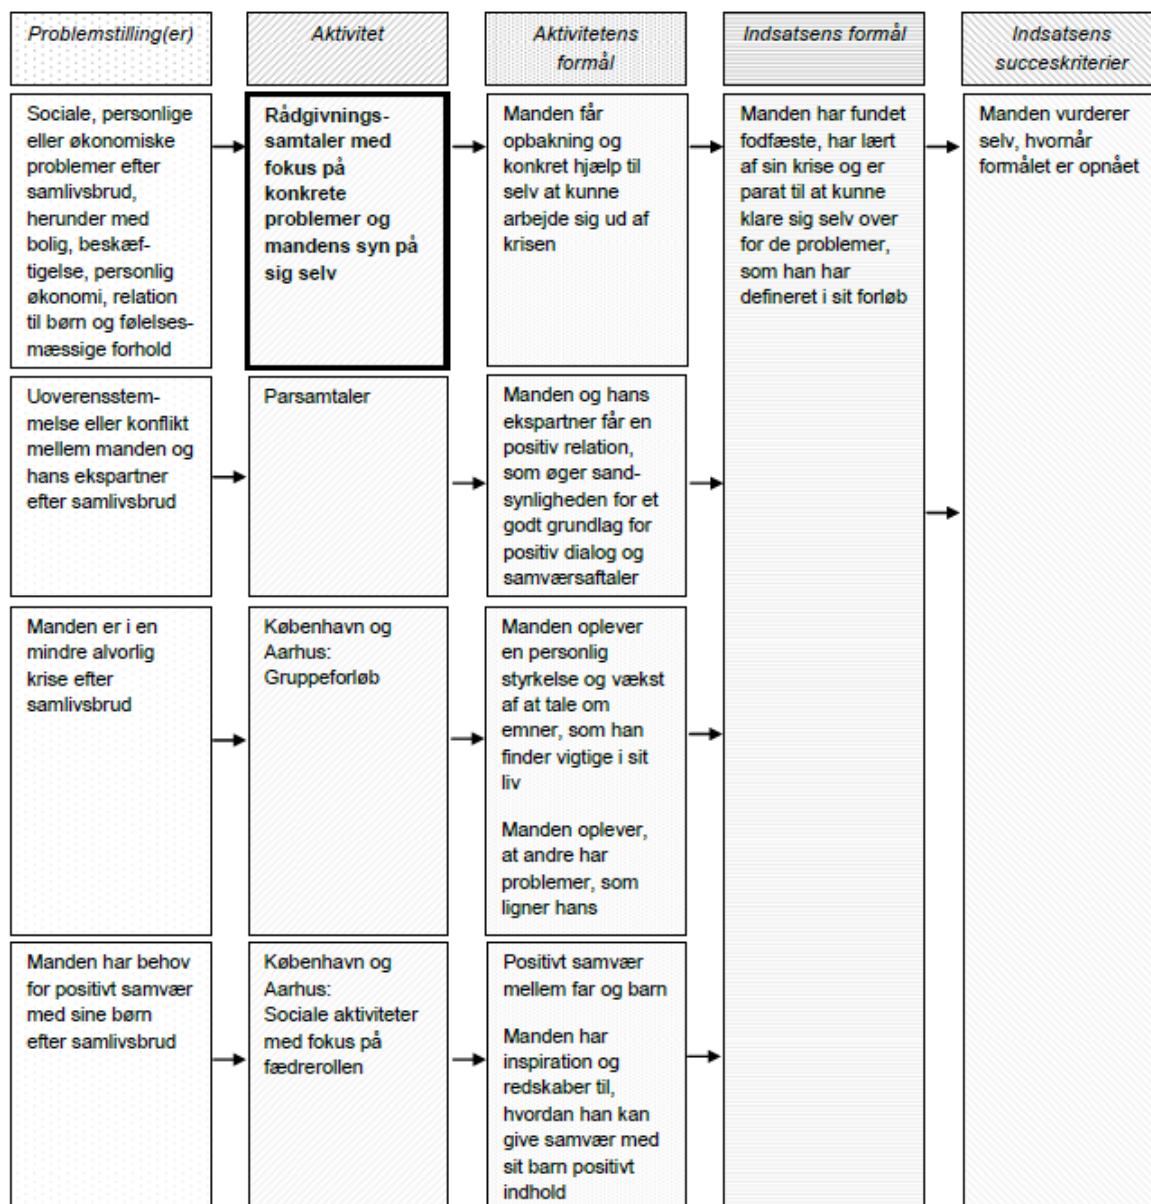 Problemstilling(er)
Aktivitet
Aktivitetens
formål
Indsatsens formål
Indsatsens
succeskriterier
Sociale, personlige
eller økonomiske
problemer efter
samlivsbrud,
herunder med
bolig, beskæf-
tigelse, personlig
økonomi, relation
til børn og følelses-
mæssige forhold
Rådgivnings-
samtaler med
fokus på
konkrete
problemer og
mandens syn på
sig selv
Manden får
opbakning og
konkret hjælp til
selv at kunne
arbejde sig ud af
krisen
Manden har fundet
fodfæste, har lært
af sin krise og er
parat til at kunne
klare sig selv over
for de problemer,
som han har
defineret i sit forløb
Manden vurderer
selv, hvornår
formålet er opnået
Uoverensstem-
melse eller konflikt
mellem manden og
hans ekspartner
efter samlivsbrud
Parsamtaler
Manden og hans
ekspartner får en
positiv relation,
som øger sand-
synligheden for et
godt grundlag for
positiv dialog og
samværsaftaler
Manden er i en
mindre alvorlig
krise efter
samlivsbrud
København og
Aarhus:
Gruppeforløb
Manden oplever
en personlig
styrkelse og vækst
af at tale om
emner, som han
finder vigtige i sit
liv
Manden oplever,
at andre har
problemer, som
ligner hans
Manden har behov
for positivt samvær
med sine børn
efter samlivsbrud
København og
Aarhus:
Sociale aktiviteter
med fokus på
fædrerollen
Positivt samvær
mellem far og barn
Manden har
inspiration og
redskaber til,
hvordan han kan
give samvær med
sit barn positivt
indhold